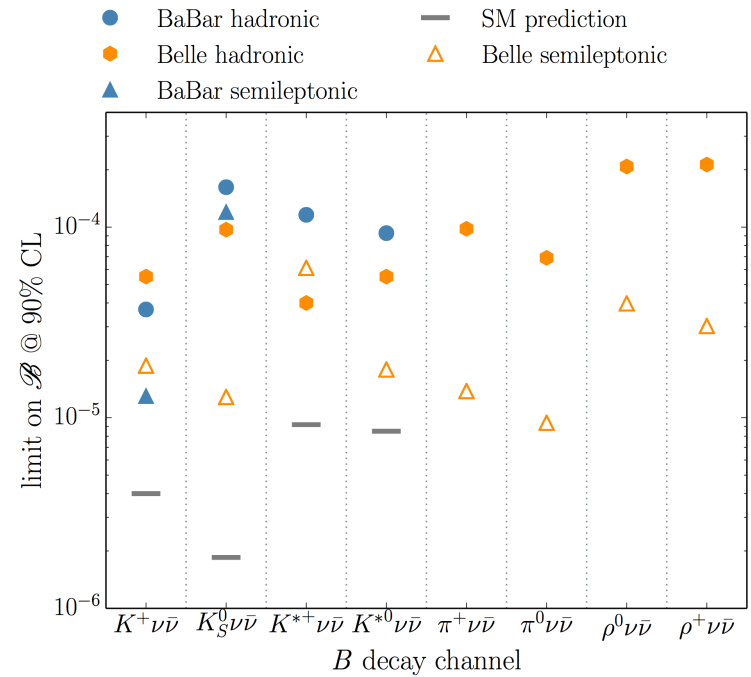 BaBar hadronic
SM prediction
Belle hadronic
Belle semileptonic
BaBar semileptonic
limit on ℬ @ 90% CL
10⁻⁴
10⁻⁵
10⁻⁶
K⁺νν̄
K_S⁰νν̄
K*⁺νν̄
K*⁰νν̄
π⁺νν̄
π⁰νν̄
ρ⁰νν̄
ρ⁺νν̄
B decay channel